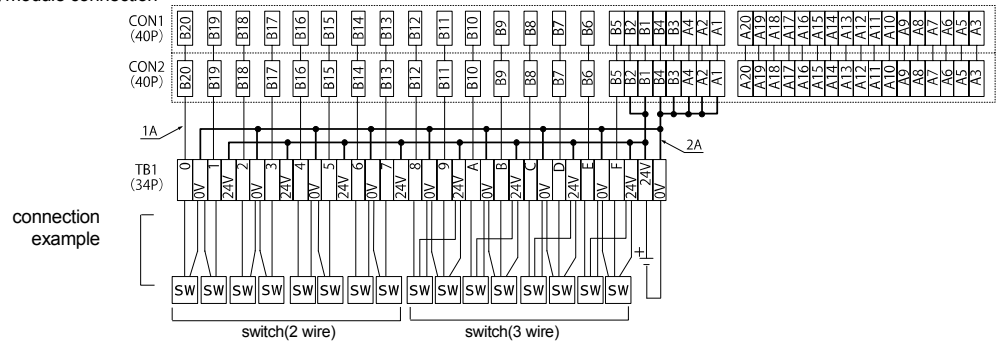 module connection
CON1
(40P)
B20 B19 B18 B17 B16 B15 B14 B13 B12 B11 B10 B9 B8 B7 B6 B5 B2 B1 B4 B3 A4 A2 A1 A20 A19 A18 A17 A16 A15 A14 A13 A12 A11 A10 A9 A8 A7 A6 A5 A3
CON2
(40P)
B20 B19 B18 B17 B16 B15 B14 B13 B12 B11 B10 B9 B8 B7 B6 B5 B2 B1 B4 B3 A4 A2 A1 A20 A19 A18 A17 A16 A15 A14 A13 A12 A11 A10 A9 A8 A7 A6 A5 A3
1A
2A
TB1
(34P)
0 0V 1 24V 2 0V 3 24V 4 0V 5 24V 6 0V 7 24V 8 0V 9 24V A 0V B 24V C 0V D 24V E 0V F 24V 24V 0V
connection
example
+
SW SW SW SW SW SW SW SW SW SW SW SW SW SW SW SW
switch(2 wire)
switch(3 wire)